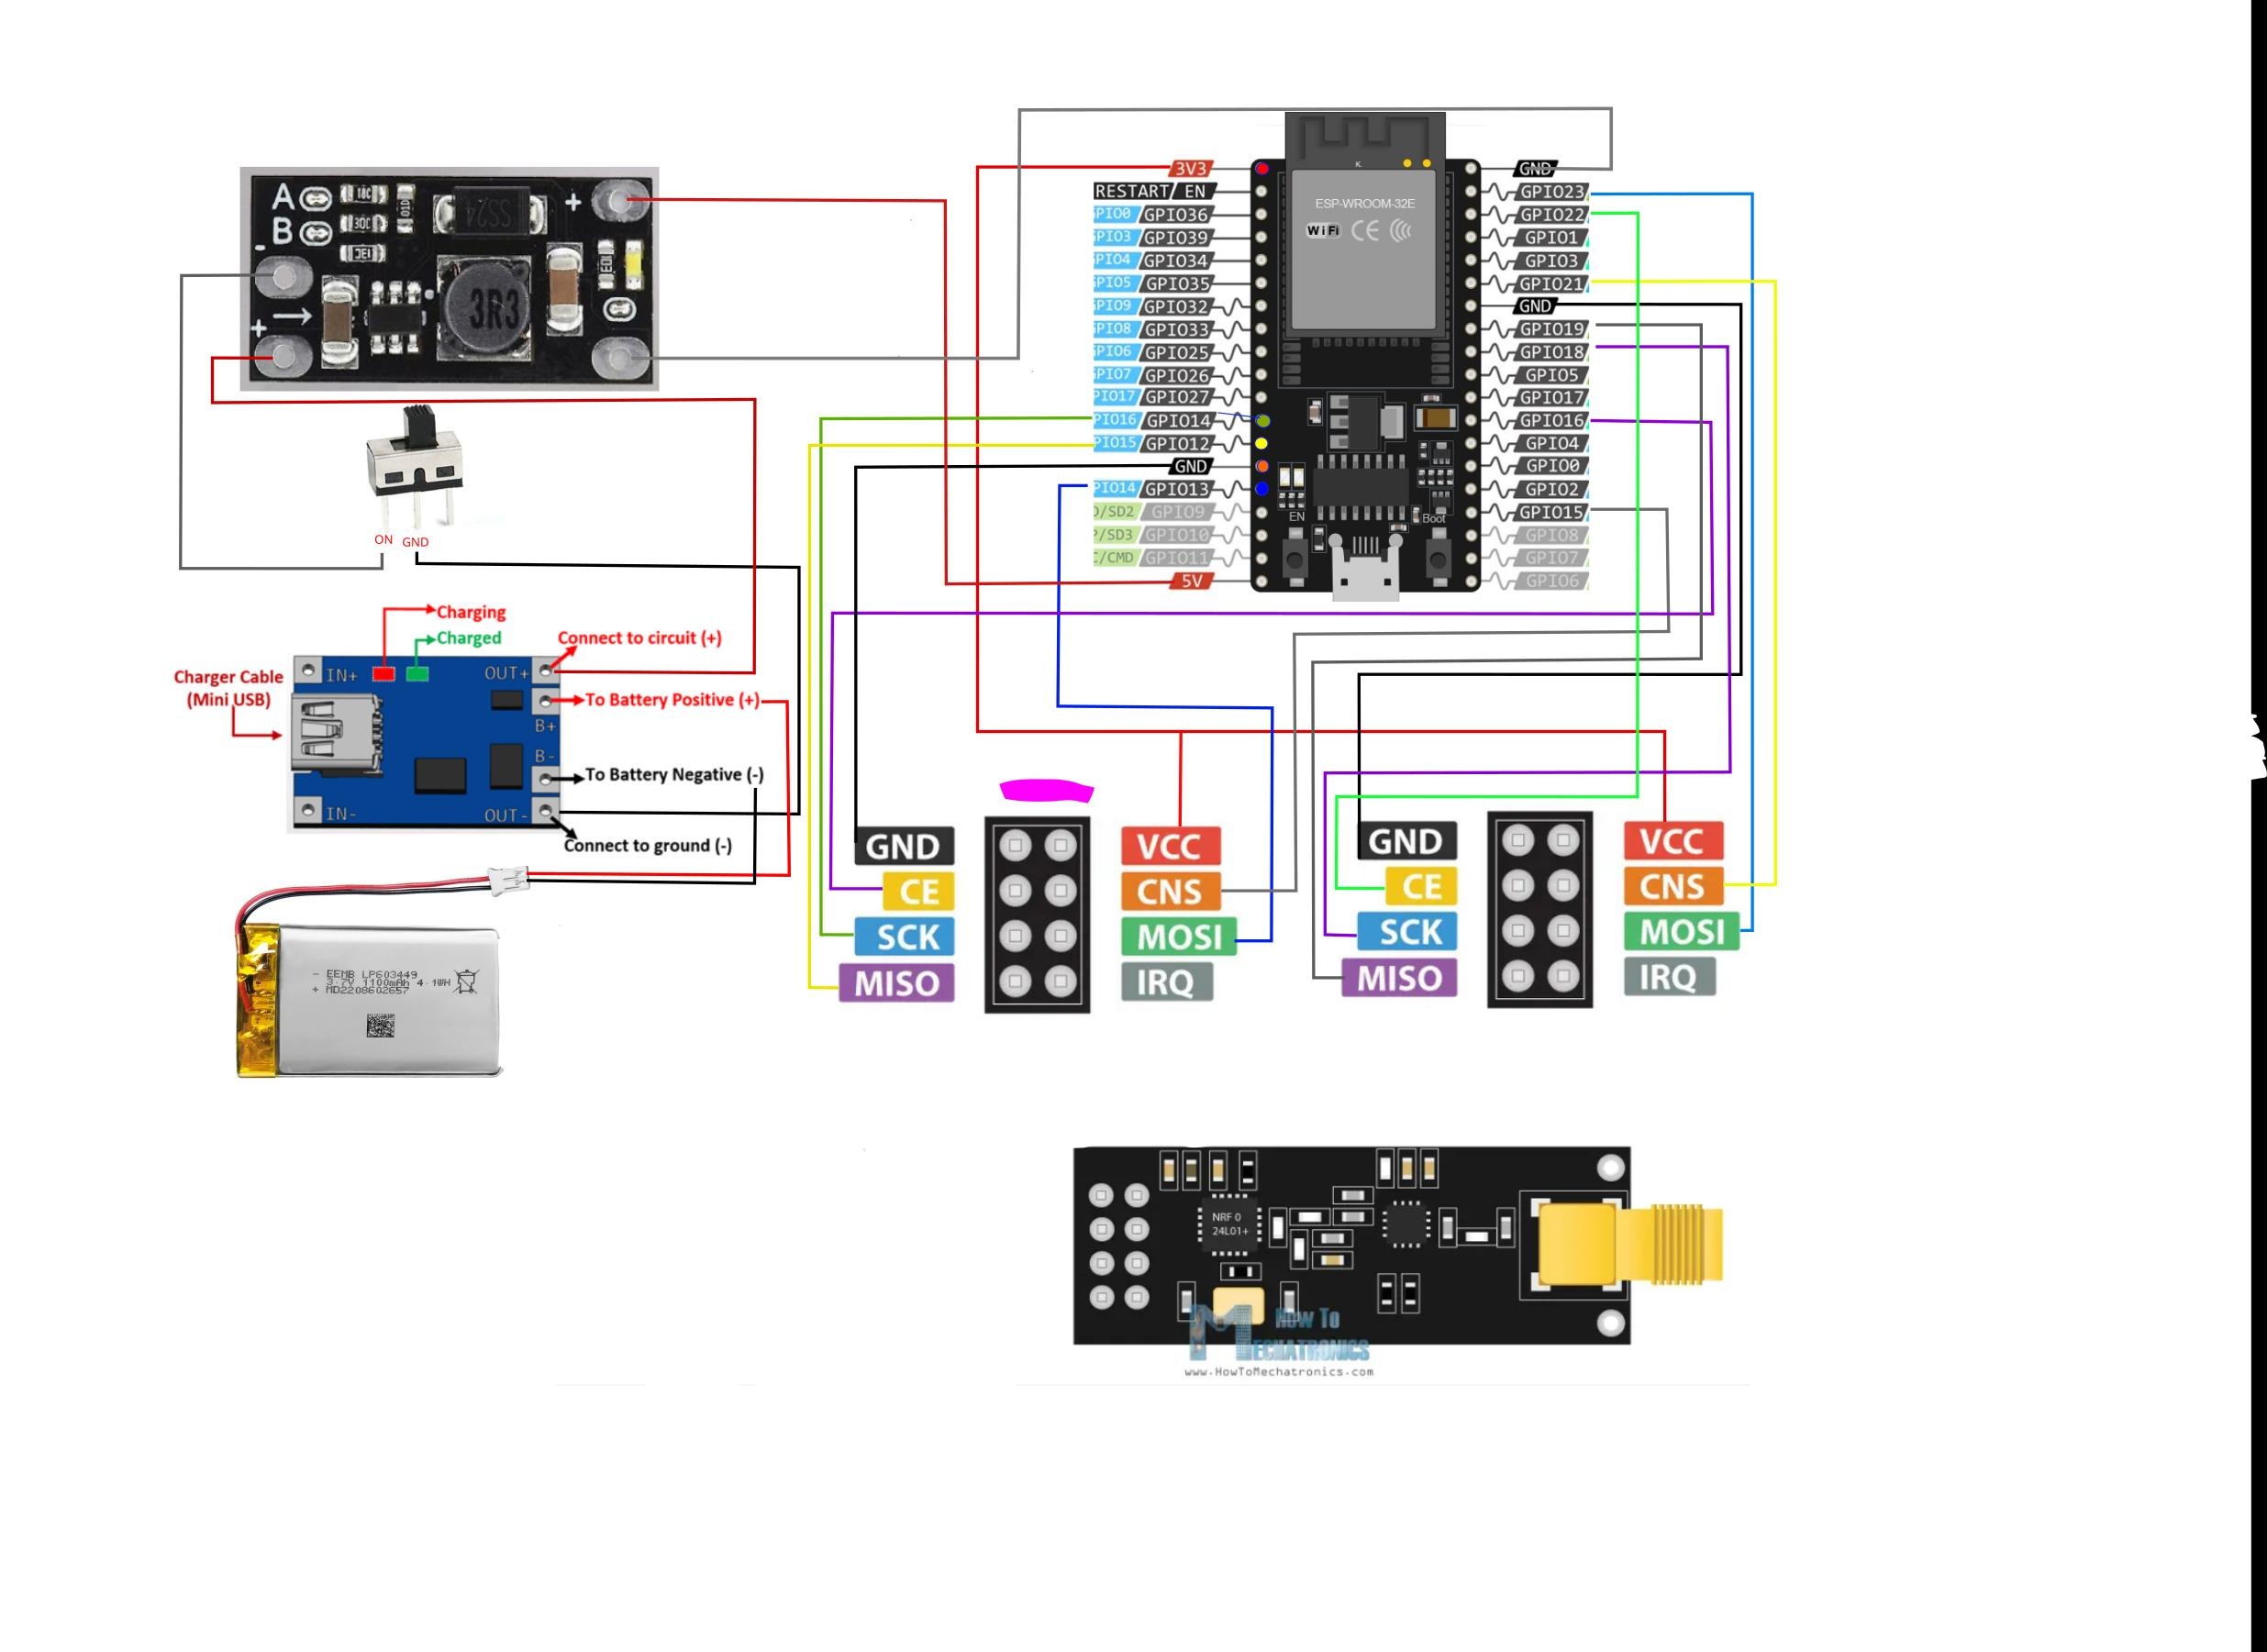 A
B
-
+
+
18C
30C
01D
SS24
3R3
ON
GND
Charging
Charged
Charger Cable
(Mini USB)
Connect to circuit (+)
To Battery Positive (+)
To Battery Negative (-)
Connect to ground (-)
IN+
IN-
OUT+
B+
B-
OUT-
- EEMB LP603449
3.7V 1100mAh 4.1WH
+ MD2208602657
3V3
RESTART/ EN
GPIO36
PIO3 GPIO39
PIO4 GPIO34
PIO5 GPIO35
PIO9 GPIO32
PIO8 GPIO33
PIO6 GPIO25
PIO7 GPIO26
PIO17 GPIO27
PIO16 GPIO14
PIO15 GPIO12
GND
PIO14 GPIO13
/SD2 GPIO9
/SD3 GPIO10
/CMD GPIO11
5V
K
ESP-WROOM-32E
WiFi CE
EN
Boot
GND
GPIO23
GPIO22
GPIO1
GPIO3
GPIO21
GND
GPIO19
GPIO18
GPIO5
GPIO17
GPIO16
GPIO4
GPIO0
GPIO2
GPIO15
GPIO8
GPIO7
GPIO6
GND
CE
SCK
MISO
VCC
CNS
MOSI
IRQ
GND
CE
SCK
MISO
VCC
CNS
MOSI
IRQ
NRF 0
24L01+
How To
MECHATRONICS
www.HowToMechatronics.com